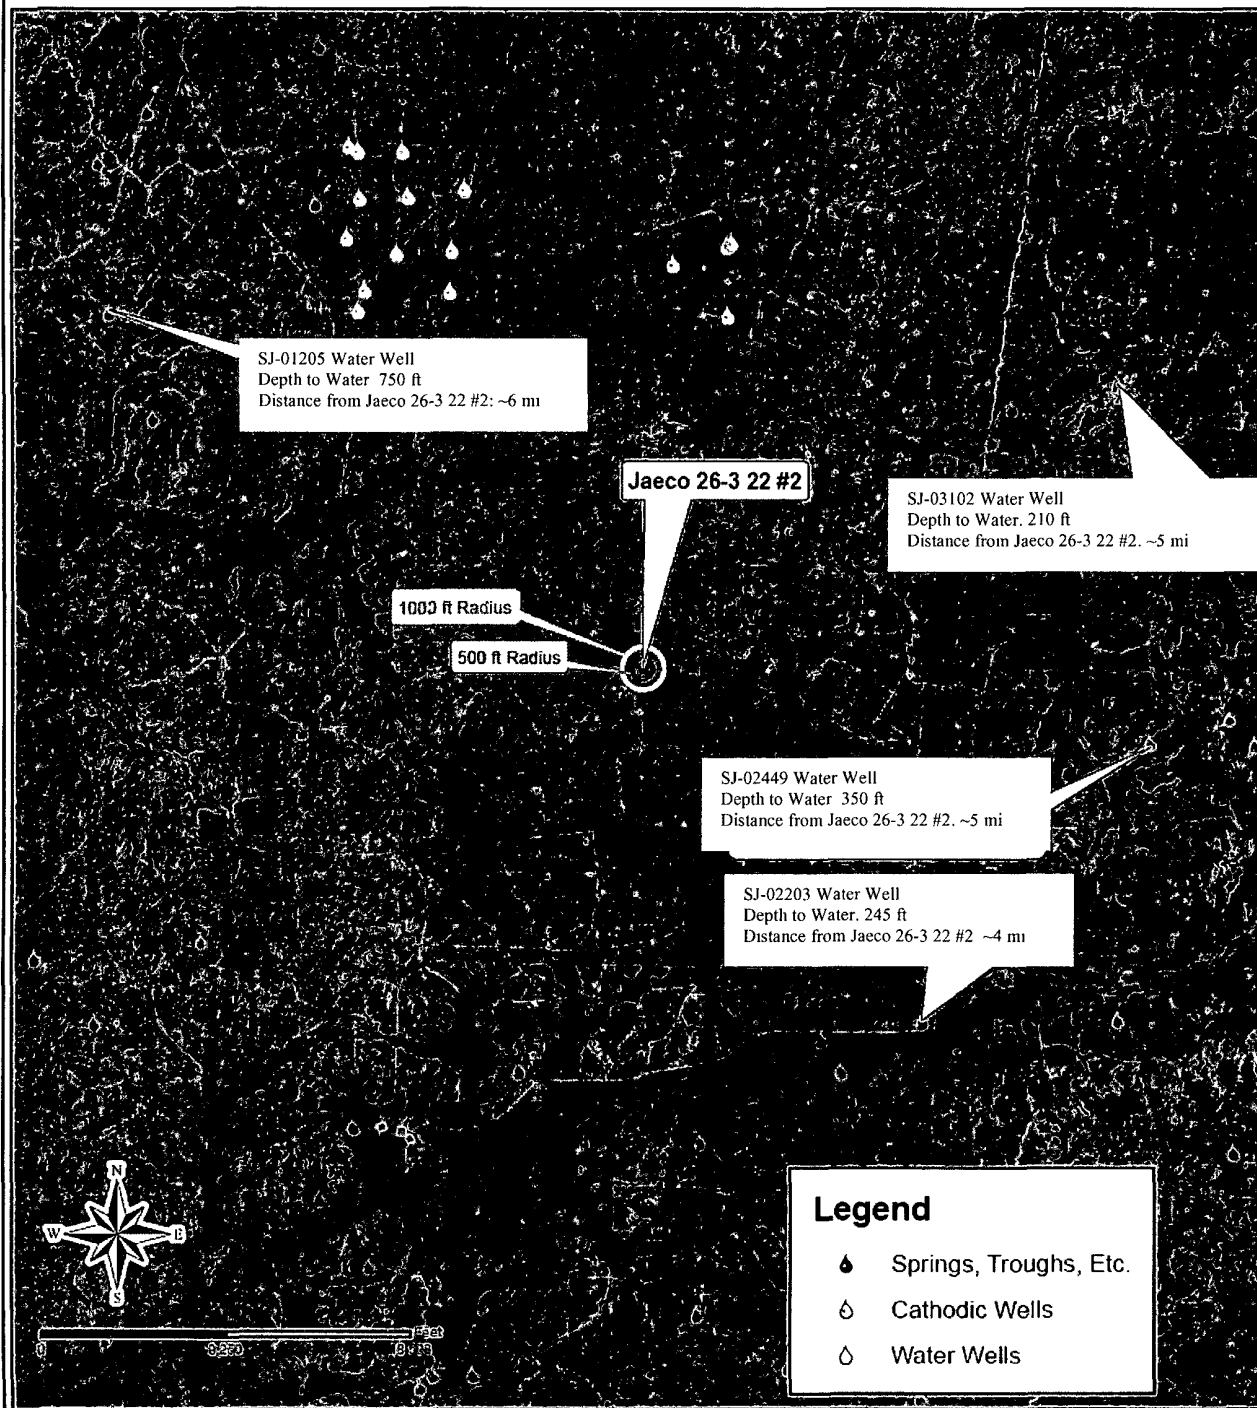 SJ-01205 Water Well
Depth to Water 750 ft
Distance from Jaeco 26-3 22 #2: ~6 mi
Jaeco 26-3 22 #2
SJ-03102 Water Well
Depth to Water. 210 ft
Distance from Jaeco 26-3 22 #2. ~5 mi
1000 ft Radius
500 ft Radius
SJ-02449 Water Well
Depth to Water 350 ft
Distance from Jaeco 26-3 22 #2. ~5 mi
SJ-02203 Water Well
Depth to Water. 245 ft
Distance from Jaeco 26-3 22 #2 ~4 mi
N
W
E
S
Feet
0
Legend
Springs, Troughs, Etc.
Cathodic Wells
Water Wells